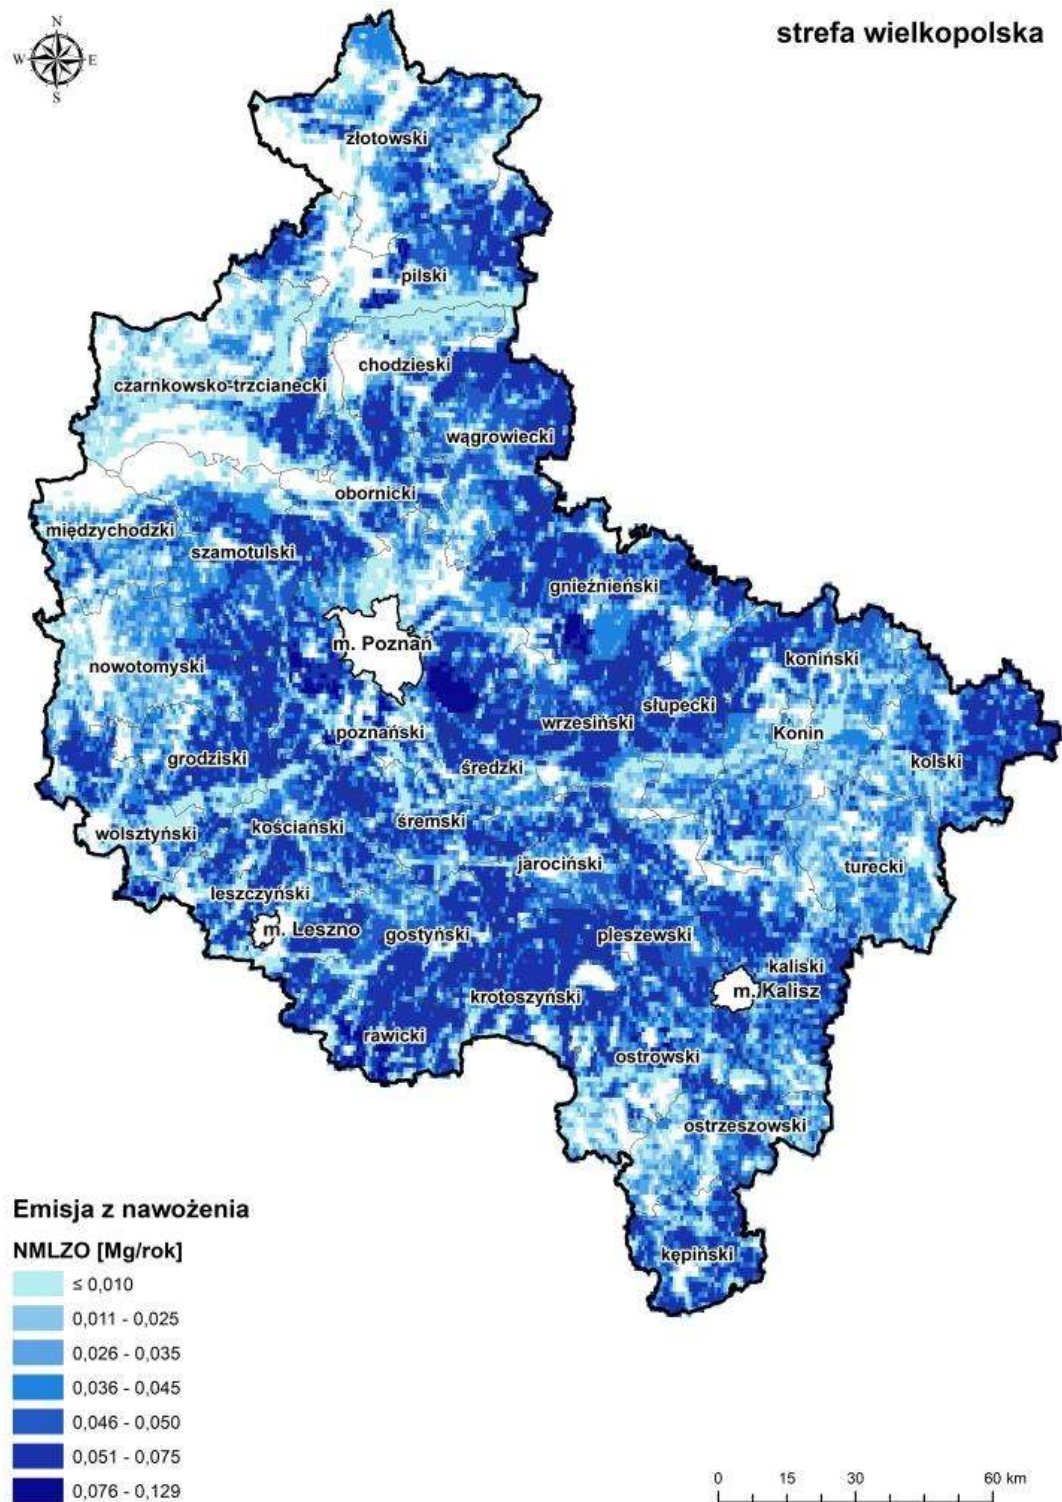 strefa wielkopolska
N
W E
S
złotowski
pilski
chodzieski
czarnkowsko-trzcianecki
wągrowiecki
obornicki
międzychodzki
szamotulski
gnieźnieński
m. Poznań
koniński
nowotomyski
słupecki
wrzesiński
poznański
Konin
grodziski
średzki
kolski
wolsztyński
kościański
śremski
jarociński
turecki
leszczyński
m. Leszno
gostyński
pleszewski
kaliski
m. Kalisz
krotoszyński
rawicki
ostrowski
ostrzeszowski
kępiński
Emisja z nawożenia
NMLZO [Mg/rok]
≤ 0,010
0,011 - 0,025
0,026 - 0,035
0,036 - 0,045
0,046 - 0,050
0,051 - 0,075
0,076 - 0,129
0 15 30 60 km